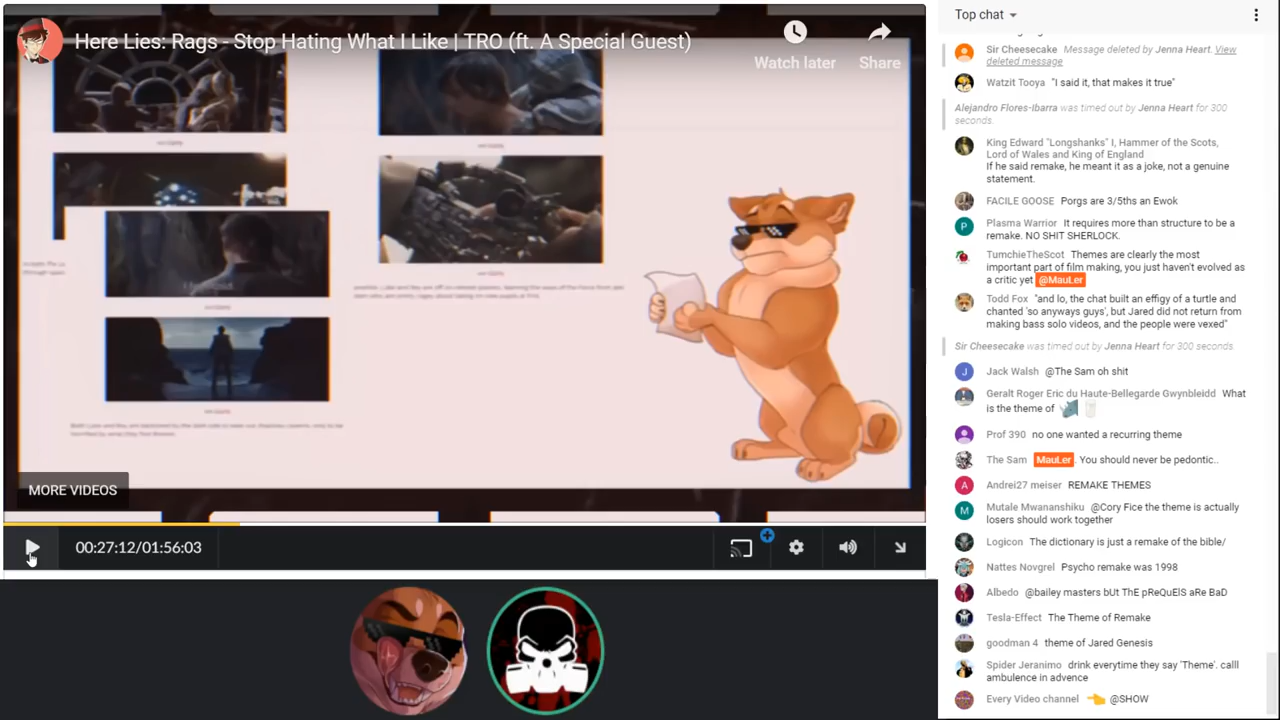 Here Lies: Rags - Stop Hating What I Like | TRO (ft. A Special Guest)
Watch later
Share
MORE VIDEOS
00:27:12/01:56:03
Top chat
Sir Cheesecake Message deleted by Jenna Heart. View
deleted message
Watzit Tooya "I said it, that makes it true"
Alejandro Flores-Ibarra was timed out by Jenna Heart for 300
seconds.
King Edward "Longshanks" I, Hammer of the Scots,
Lord of Wales and King of England
If he said remake, he meant it as a joke, not a genuine
statement.
FACILE GOOSE Porgs are 3/5ths an Ewok
P
Plasma Warrior It requires more than structure to be a
remake. NO SHIT SHERLOCK.
TumchieTheScot Themes are clearly the most
important part of film making, you just haven't evolved as
a critic yet @MauLer
Todd Fox "and lo, the chat built an effigy of a turtle and
chanted 'so anyways guys', but Jared did not return from
making bass solo videos, and the people were vexed"
Sir Cheesecake was timed out by Jenna Heart for 300 seconds.
J
Jack Walsh @The Sam oh shit
Geralt Roger Eric du Haute-Bellegarde Gwynbleidd What
is the theme of
Prof 390 no one wanted a recurring theme
The Sam MauLer You should never be pedontic..
A
Andrei27 meiser REMAKE THEMES
M
Mutale Mwananshiku @Cory Fice the theme is actually
losers should work together
Logicon The dictionary is just a remake of the bible/
Nattes Novgrel Psycho remake was 1998
Albedo @bailey masters bUt ThE pReQuElS aRe BaD
Tesla-Effect The Theme of Remake
goodman 4 theme of Jared Genesis
Spider Jeranimo drink everytime they say 'Theme'. calll
ambulence in advence
Every Video channel @SHOW